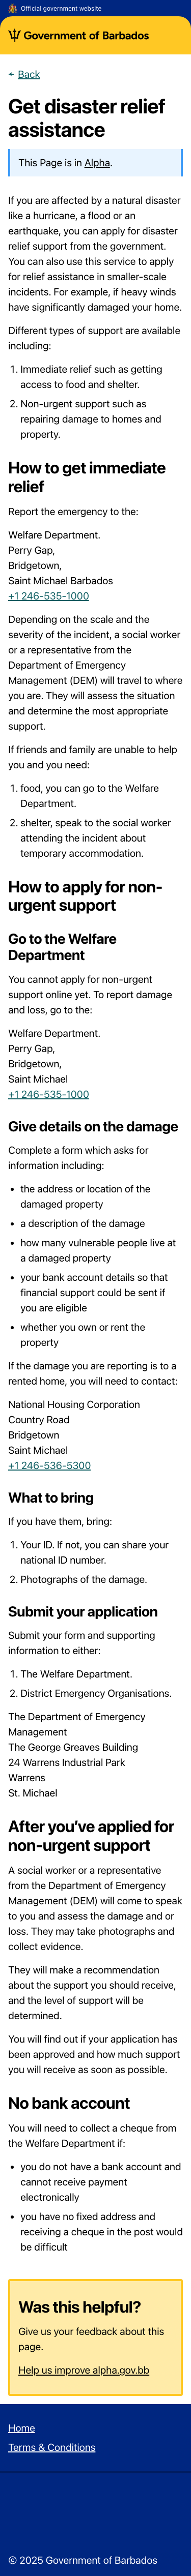 Official government website
Government of Barbados
← Back
Get disaster relief
assistance
This Page is in Alpha.
If you are affected by a natural disaster
like a hurricane, a flood or an
earthquake, you can apply for disaster
relief support from the government.
You can also use this service to apply
for relief assistance in smaller-scale
incidents. For example, if heavy winds
have significantly damaged your home.
Different types of support are available
including:
1. Immediate relief such as getting
access to food and shelter.
2. Non-urgent support such as
repairing damage to homes and
property.
How to get immediate
relief
Report the emergency to the:
Welfare Department.
Perry Gap,
Bridgetown,
Saint Michael Barbados
+1 246-535-1000
Depending on the scale and the
severity of the incident, a social worker
or a representative from the
Department of Emergency
Management (DEM) will travel to where
you are. They will assess the situation
and determine the most appropriate
support.
If friends and family are unable to help
you and you need:
1. food, you can go to the Welfare
Department.
2. shelter, speak to the social worker
attending the incident about
temporary accommodation.
How to apply for non-
urgent support
Go to the Welfare
Department
You cannot apply for non-urgent
support online yet. To report damage
and loss, go to the:
Welfare Department.
Perry Gap,
Bridgetown,
Saint Michael
+1 246-535-1000
Give details on the damage
Complete a form which asks for
information including:
• the address or location of the
damaged property
• a description of the damage
• how many vulnerable people live at
a damaged property
• your bank account details so that
financial support could be sent if
you are eligible
• whether you own or rent the
property
If the damage you are reporting is to a
rented home, you will need to contact:
National Housing Corporation
Country Road
Bridgetown
Saint Michael
+1 246-536-5300
What to bring
If you have them, bring:
1. Your ID. If not, you can share your
national ID number.
2. Photographs of the damage.
Submit your application
Submit your form and supporting
information to either:
1. The Welfare Department.
2. District Emergency Organisations.
The Department of Emergency
Management
The George Greaves Building
24 Warrens Industrial Park
Warrens
St. Michael
After you’ve applied for
non-urgent support
A social worker or a representative
from the Department of Emergency
Management (DEM) will come to speak
to you and assess the damage and or
loss. They may take photographs and
collect evidence.
They will make a recommendation
about the support you should receive,
and the level of support will be
determined.
You will find out if your application has
been approved and how much support
you will receive as soon as possible.
No bank account
You will need to collect a cheque from
the Welfare Department if:
• you do not have a bank account and
cannot receive payment
electronically
• you have no fixed address and
receiving a cheque in the post would
be difficult
Was this helpful?
Give us your feedback about this
page.
Help us improve alpha.gov.bb
Home
Terms & Conditions
© 2025 Government of Barbados